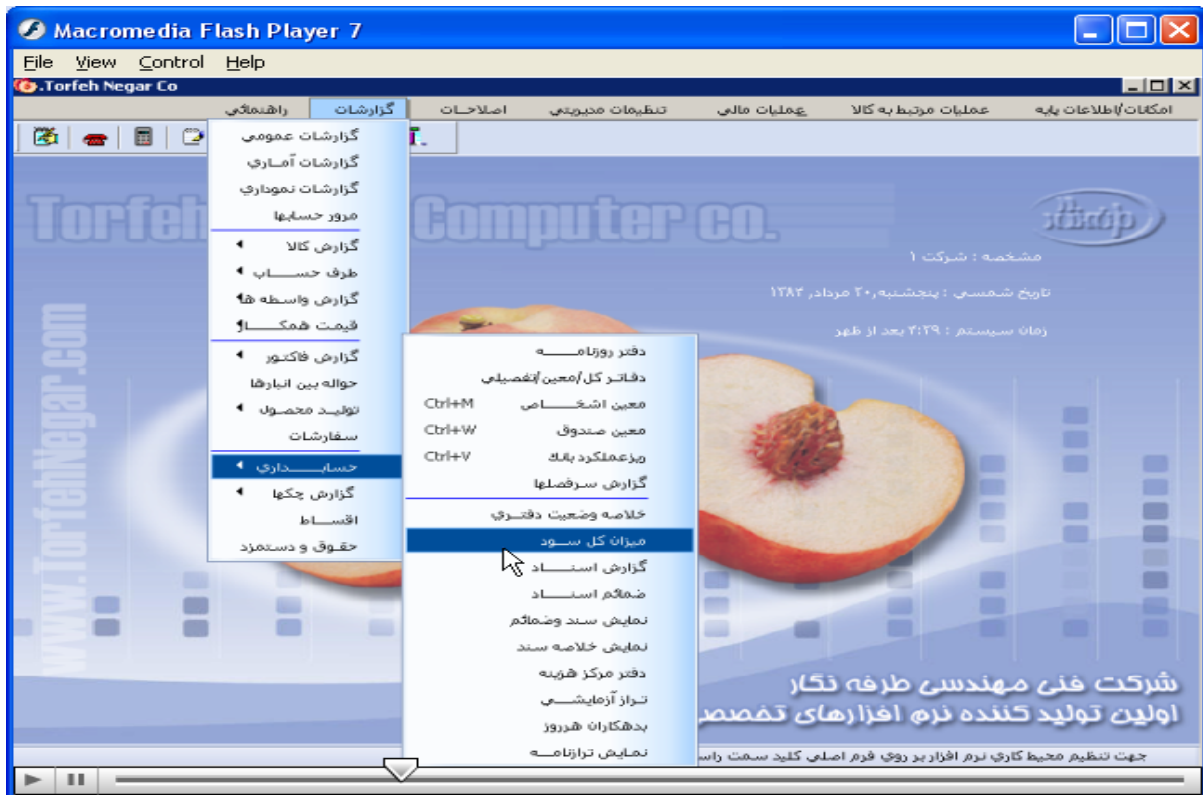 Macromedia Flash Player 7
File View Control Help
.Torfeh Negar Co
امکانات/اطلاعات پایه عملیات مرتبط به کالا عملیات مالی تنظیمات مدیریتی اصلاحات گزارشات راهنمائی
گزارشات عمومی
گزارشات آماری
گزارشات نموداری
مرور حسابها
گزارش کالا
طرف حساب
گزارش واسطه ها
قیمت همکار
گزارش فاکتور
حواله بین انبارها
تولید محصول
سفارشات
حسابداری
گزارش چکها
اقساط
حقوق و دستمزد
دفتر روزنامه
دفاتر کل/معین/تفصیلی
معین اشخاص Ctrl+M
معین صندوق Ctrl+W
ریزعملکرد بانک Ctrl+V
گزارش سرفصلها
خلاصه وضعیت دفتری
میزان کل سود
گزارش اسناد
ضمائم اسناد
نمایش سند وضمائم
نمایش خلاصه سند
دفتر مرکز هزینه
تراز آزمایشی
بدهکاران هرروز
نمایش ترازنامه
Torfeh Computer co.
مشخصه : شرکت ۱
تاریخ شمسی : پنجشنبه,۲۰ مرداد, ۱۳۸۴
زمان سیستم : ۴:۲۹ بعد از ظهر
www.TorfehNegar.com
شرکت فنی مهندسی طرفه نگار
اولین تولید کننده نرم افزارهای
جهت تنظیم محیط کاری نرم افزار بر روی فرم اصلی کلید سمت